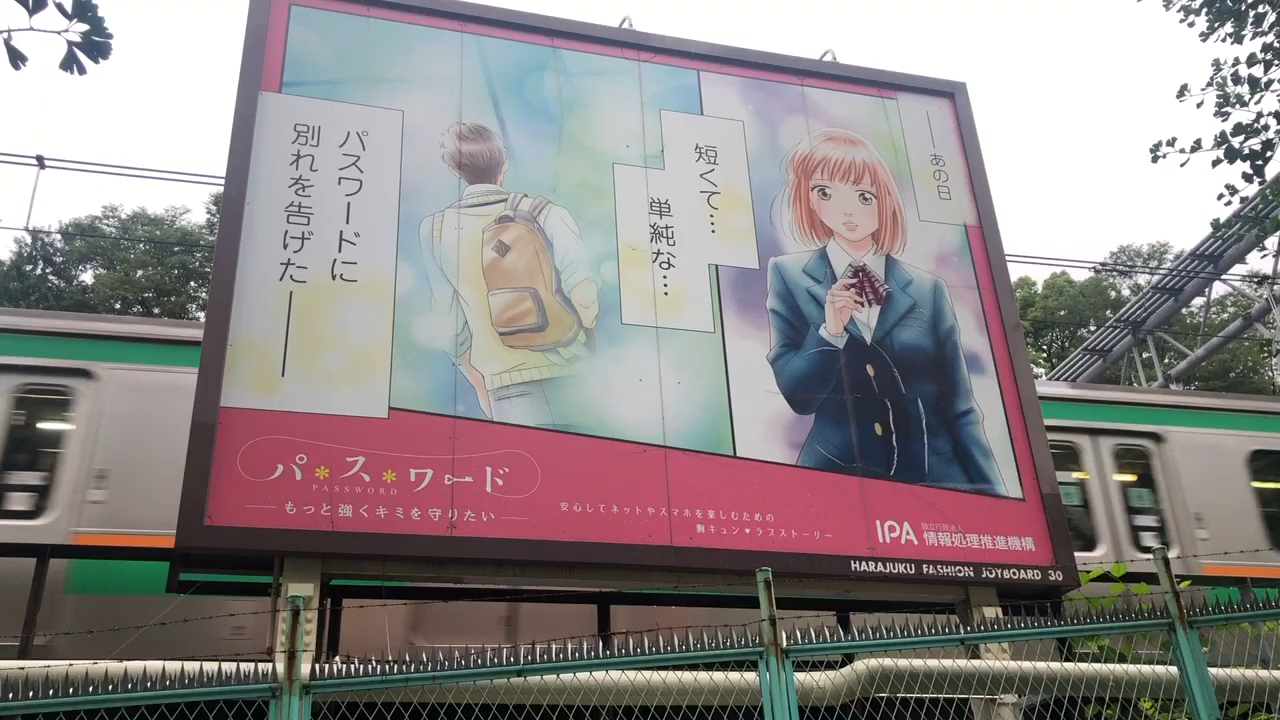 ――あの日
短くて…
単純な…
パスワードに
別れを告げた――
パ*ス*ワード
PASSWORD
――もっと強くキミを守りたい――
安心してネットやスマホを楽しむための
胸キュン♥ラブストーリー
IPA 独立行政法人
情報処理推進機構
HARAJUKU FASHION JOYBOARD 30